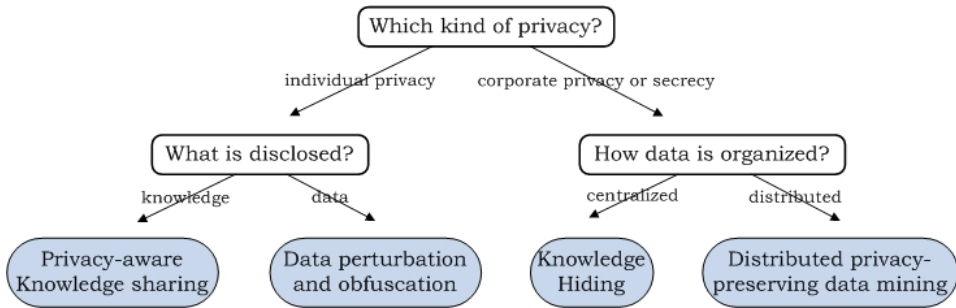 Which kind of privacy?
individual privacy
corporate privacy or secrecy
What is disclosed?
How data is organized?
knowledge
data
centralized
distributed
Privacy-aware
Knowledge sharing
Data perturbation
and obfuscation
Knowledge
Hiding
Distributed privacy-
preserving data mining